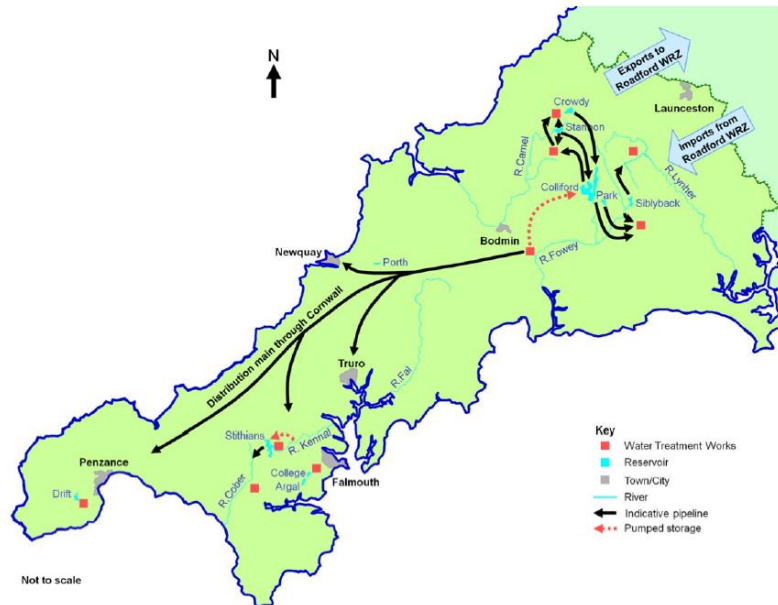 N
Exports to
Roadford WRZ
Launceston
Imports from
Roadford WRZ
Crowdy
Stannon
R.Camel
R.Lynher
Colliford
Park
Siblyback
Bodmin
R.Fowey
Newquay
Porth
Distribution main through Cornwall
Truro
R.Fal
Stithians
R. Kennal
Penzance
College
Argal
Falmouth
Drift
R.Cober
Key
Water Treatment Works
Reservoir
Town/City
River
Indicative pipeline
Pumped storage
Not to scale